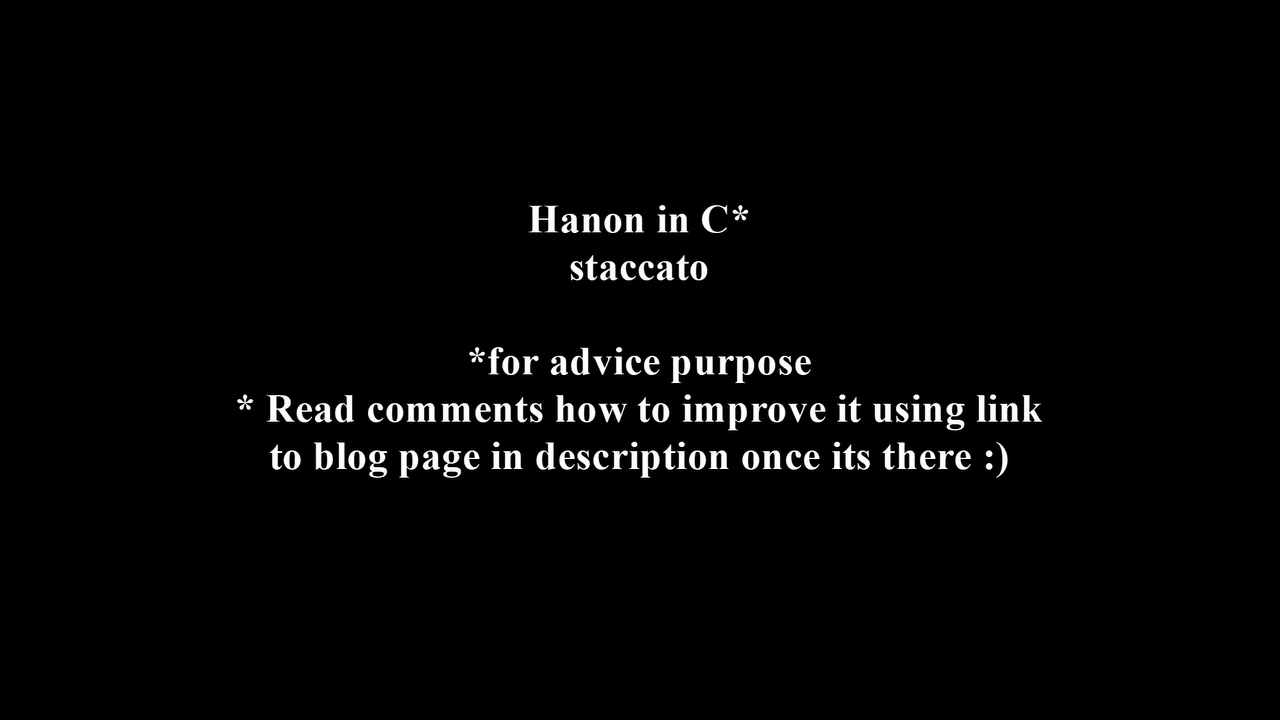 Hanon in C*
staccato
*for advice purpose
* Read comments how to improve it using link
to blog page in description once its there :)